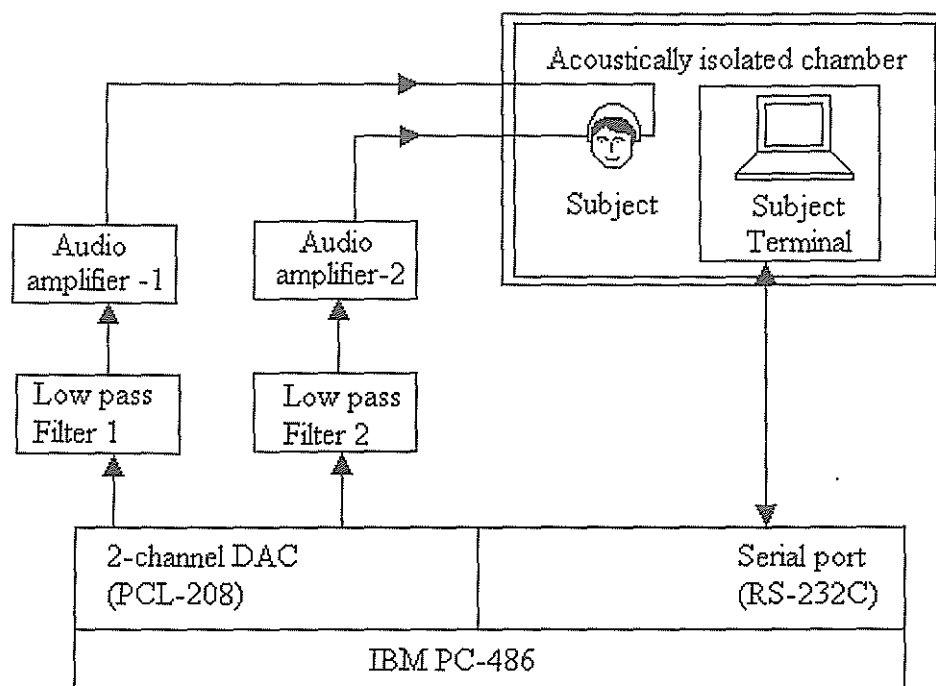 Acoustically isolated chamber
Subject
Subject
Terminal
Audio
amplifier -1
Audio
amplifier-2
Low pass
Filter 1
Low pass
Filter 2
2-channel DAC
(PCL-208)
Serial port
(RS-232C)
IBM PC-486